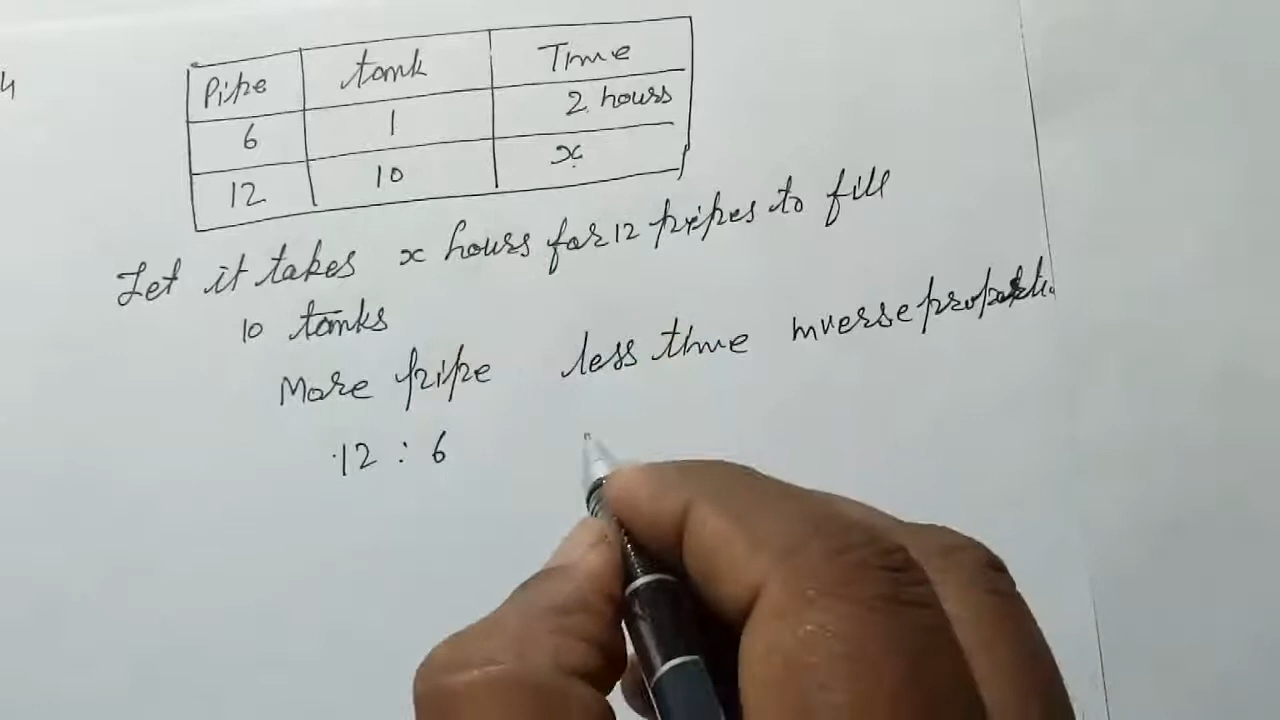 Pipe tank Time
6 1 2 hours
12 10 x
Let it takes x hours for 12 pipes to fill
10 tanks
More pipe less time inverse
12 : 6